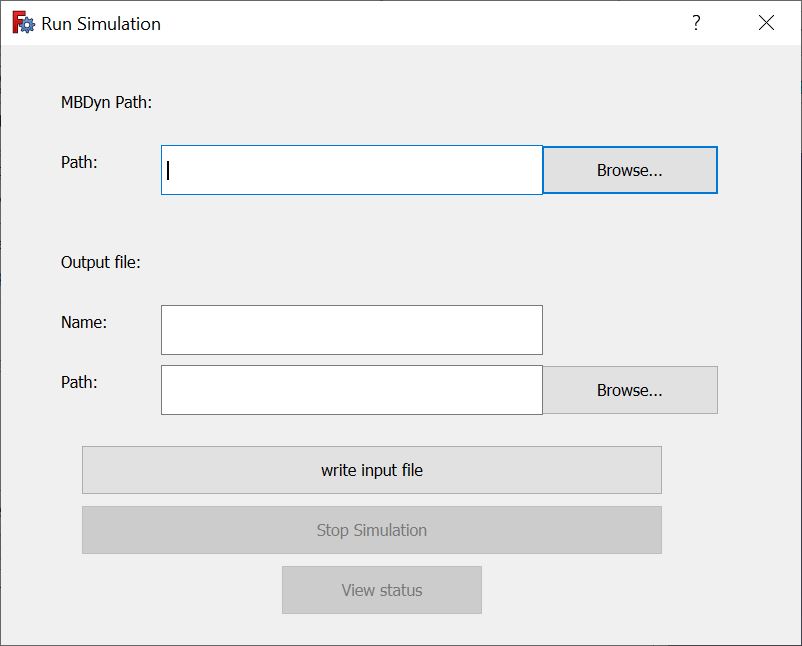 Run Simulation
?
MBDyn Path:
Path:
Browse...
Output file:
Name:
Path:
Browse...
write input file
Stop Simulation
View status